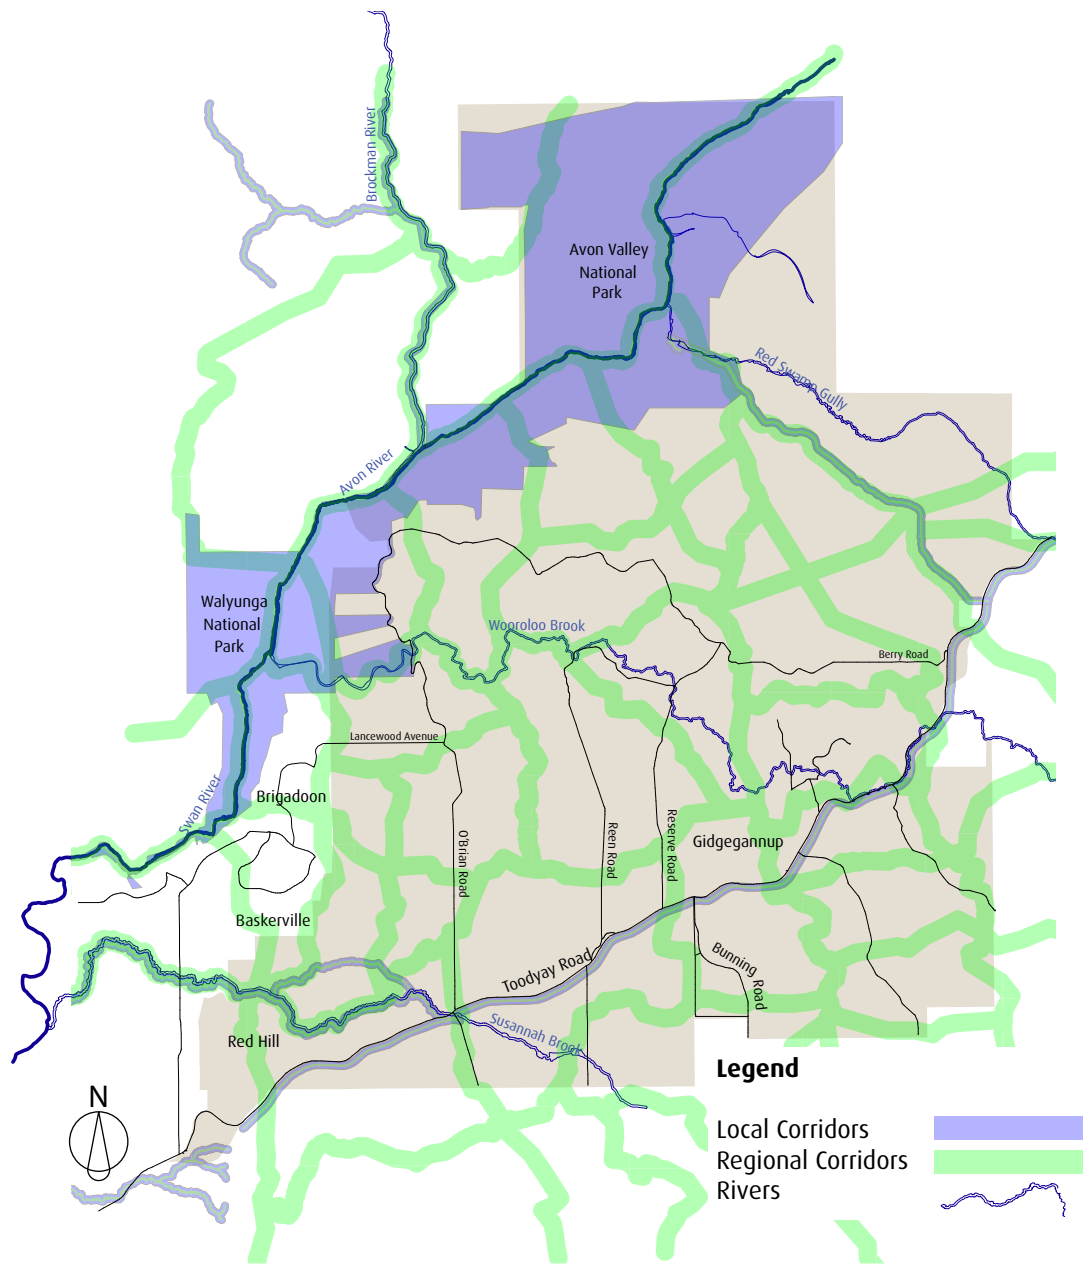 Brockman River
Avon Valley
National
Park
Red Swamp Gully
Avon River
Walyunga
National
Park
Wooroloo Brook
Berry Road
Lancewood Avenue
Swan River
Brigadoon
O'Brian Road
Reen Road
Reserve Road
Gidgegannup
Baskerville
Toodyay Road
Bunning
Road
Red Hill
Susannah Brook
N
Legend
Local Corridors
Regional Corridors
Rivers